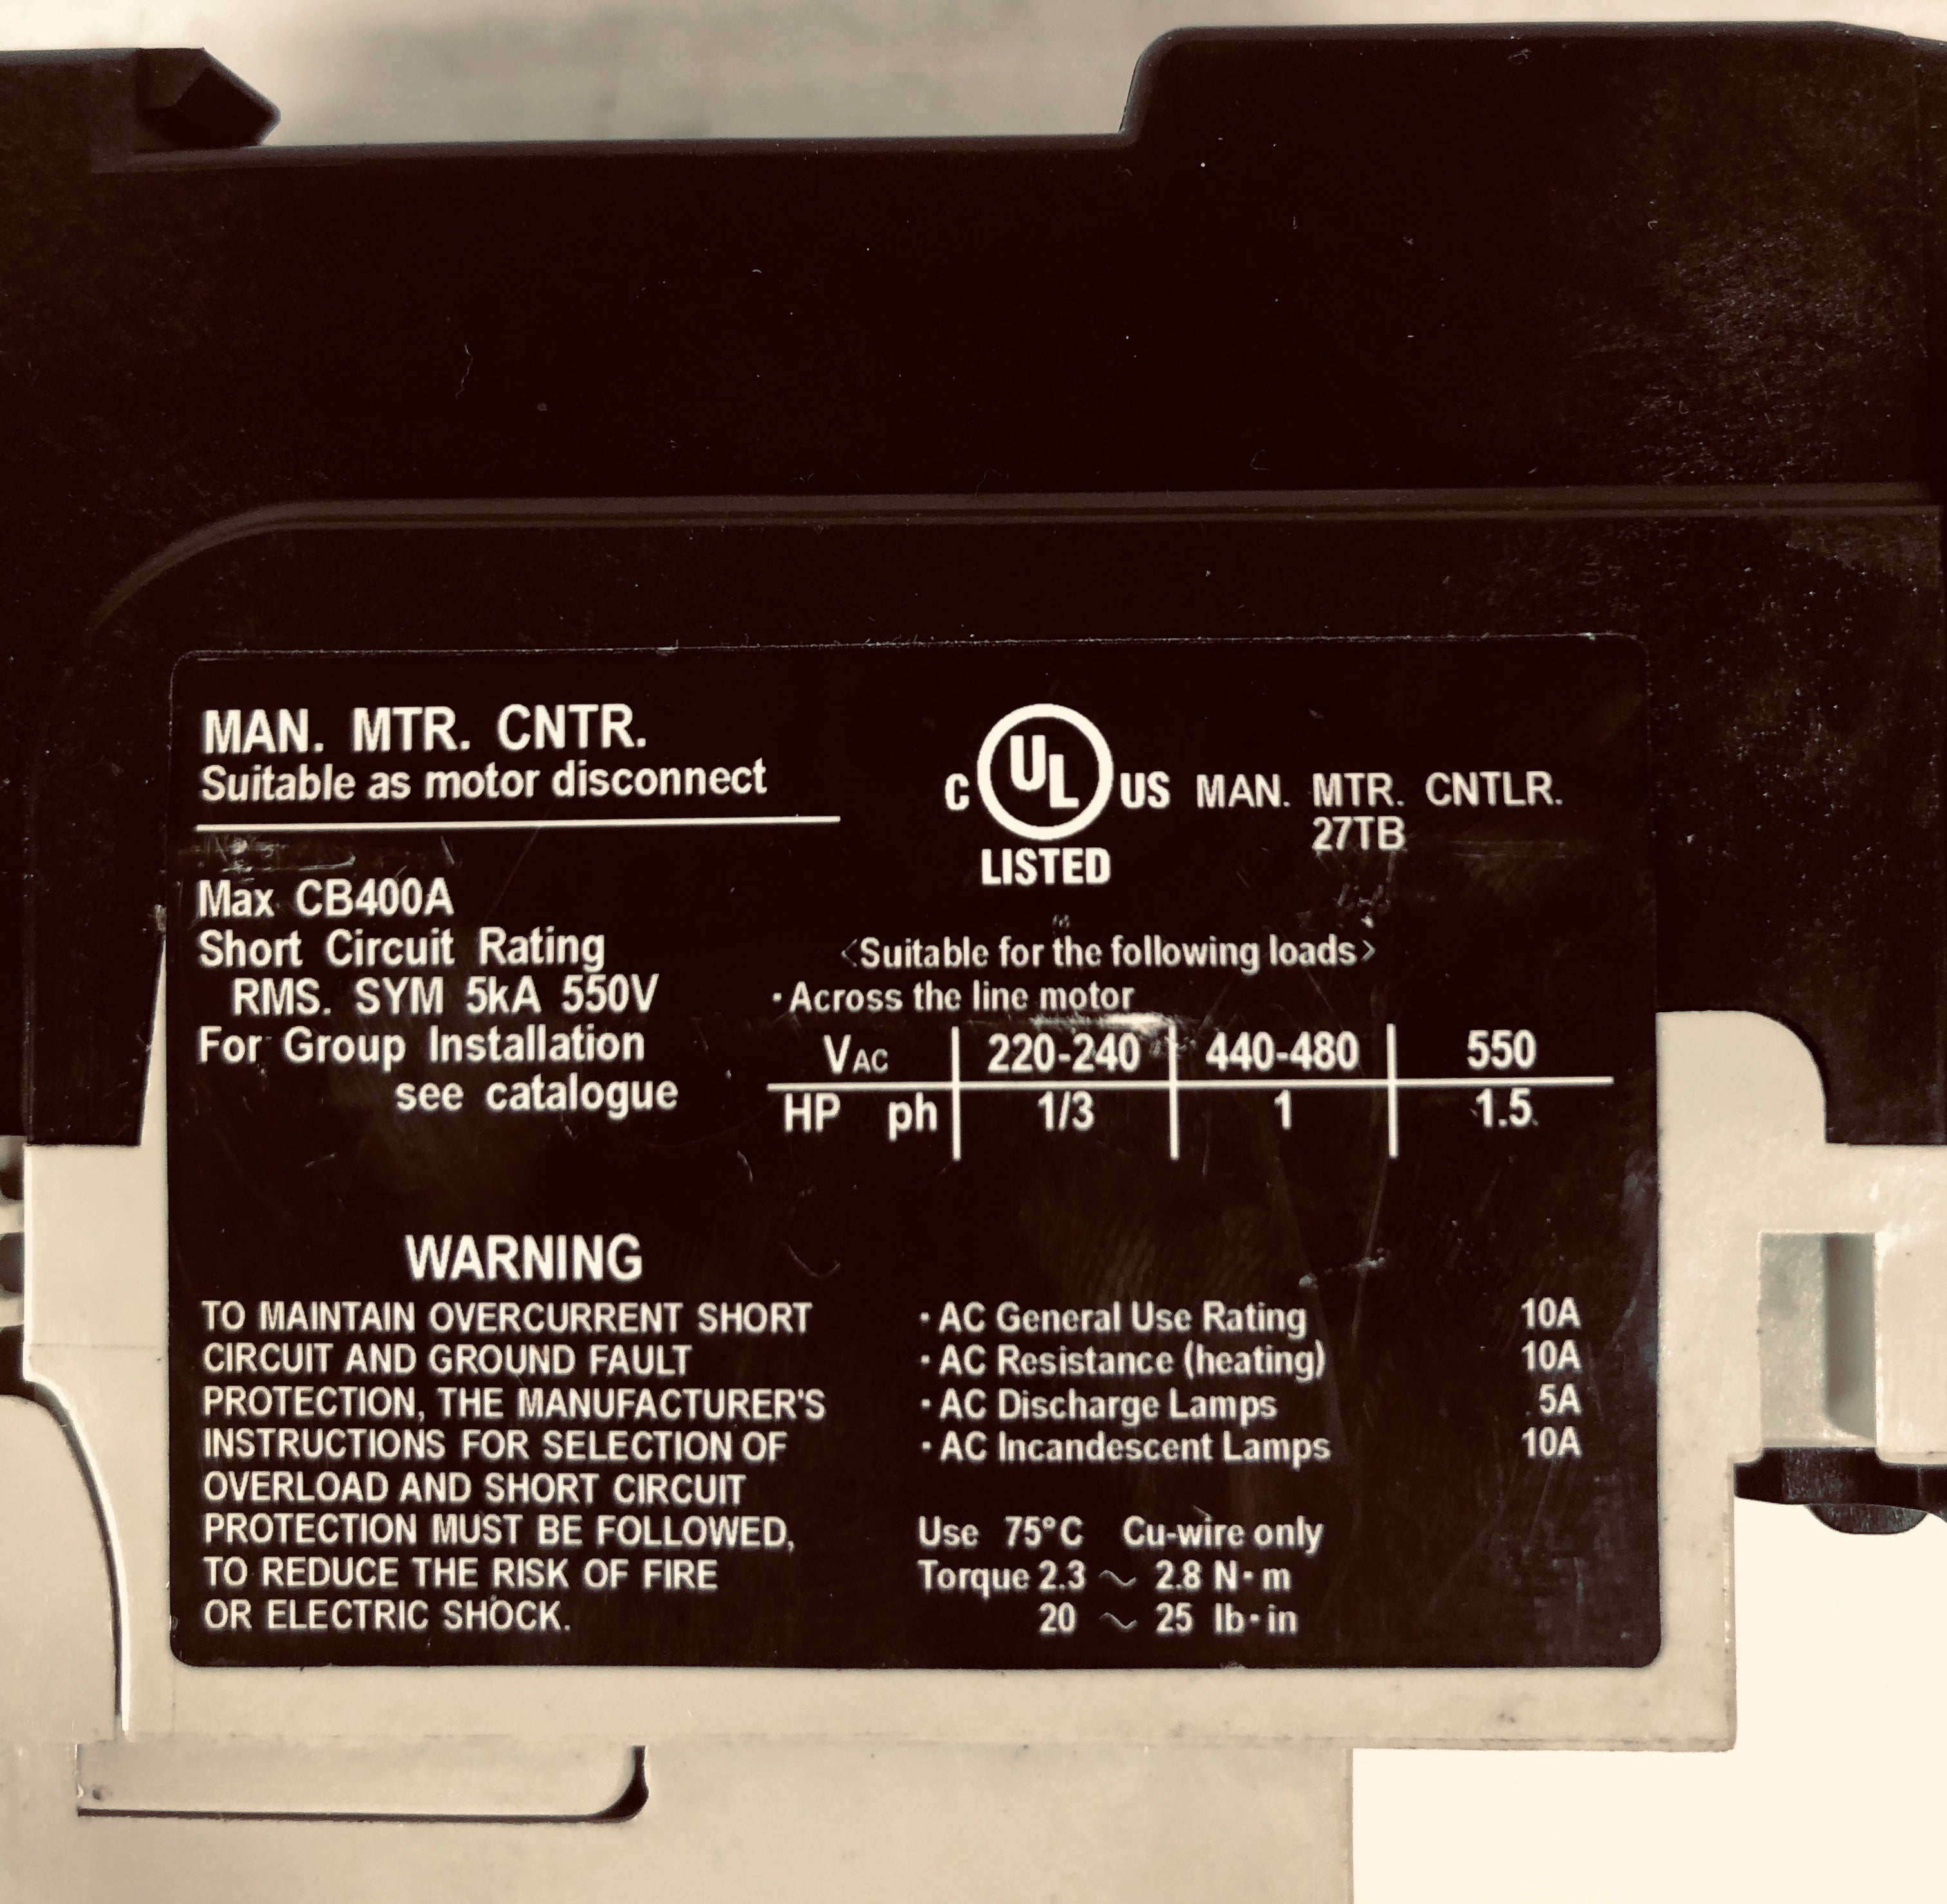 MAN. MTR. CNTR.
Suitable as motor disconnect
C UL US MAN. MTR. CNTLR.
27TB
LISTED
Max CB400A
Short Circuit Rating
RMS. SYM 5kA 550V
For Group Installation
see catalogue
<Suitable for the following loads>
・Across the line motor
VAC 220-240 440-480 550
HP ph 1/3 1 1.5
WARNING
TO MAINTAIN OVERCURRENT SHORT
CIRCUIT AND GROUND FAULT
PROTECTION, THE MANUFACTURER'S
INSTRUCTIONS FOR SELECTION OF
OVERLOAD AND SHORT CIRCUIT
PROTECTION MUST BE FOLLOWED,
TO REDUCE THE RISK OF FIRE
OR ELECTRIC SHOCK.
・AC General Use Rating 10A
・AC Resistance (heating) 10A
・AC Discharge Lamps 5A
・AC Incandescent Lamps 10A
Use 75°C Cu-wire only
Torque 2.3 ~ 2.8 N・m
20 ~ 25 lb・in